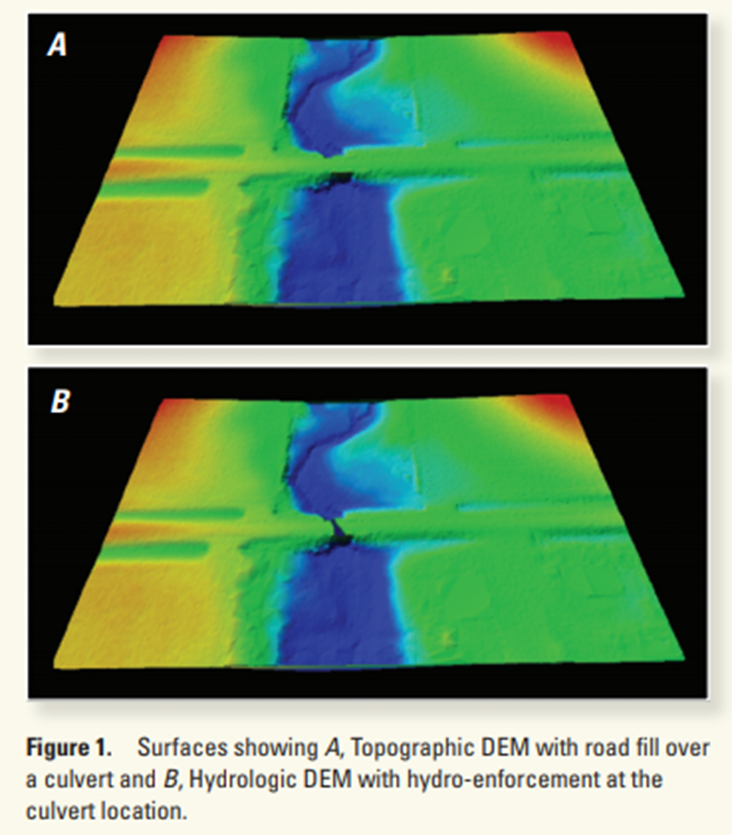 A
B
Figure 1. Surfaces showing A, Topographic DEM with road fill over
a culvert and B, Hydrologic DEM with hydro-enforcement at the
culvert location.